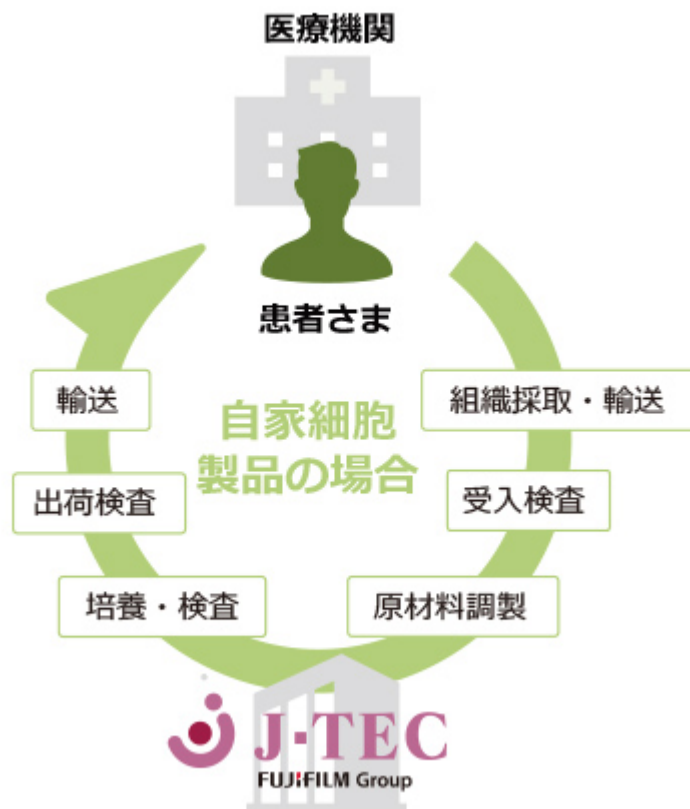 医療機関
患者さま
自家細胞
製品の場合
組織採取・輸送
受入検査
原材料調製
培養・検査
出荷検査
輸送
J-TEC
FUJIFILM Group